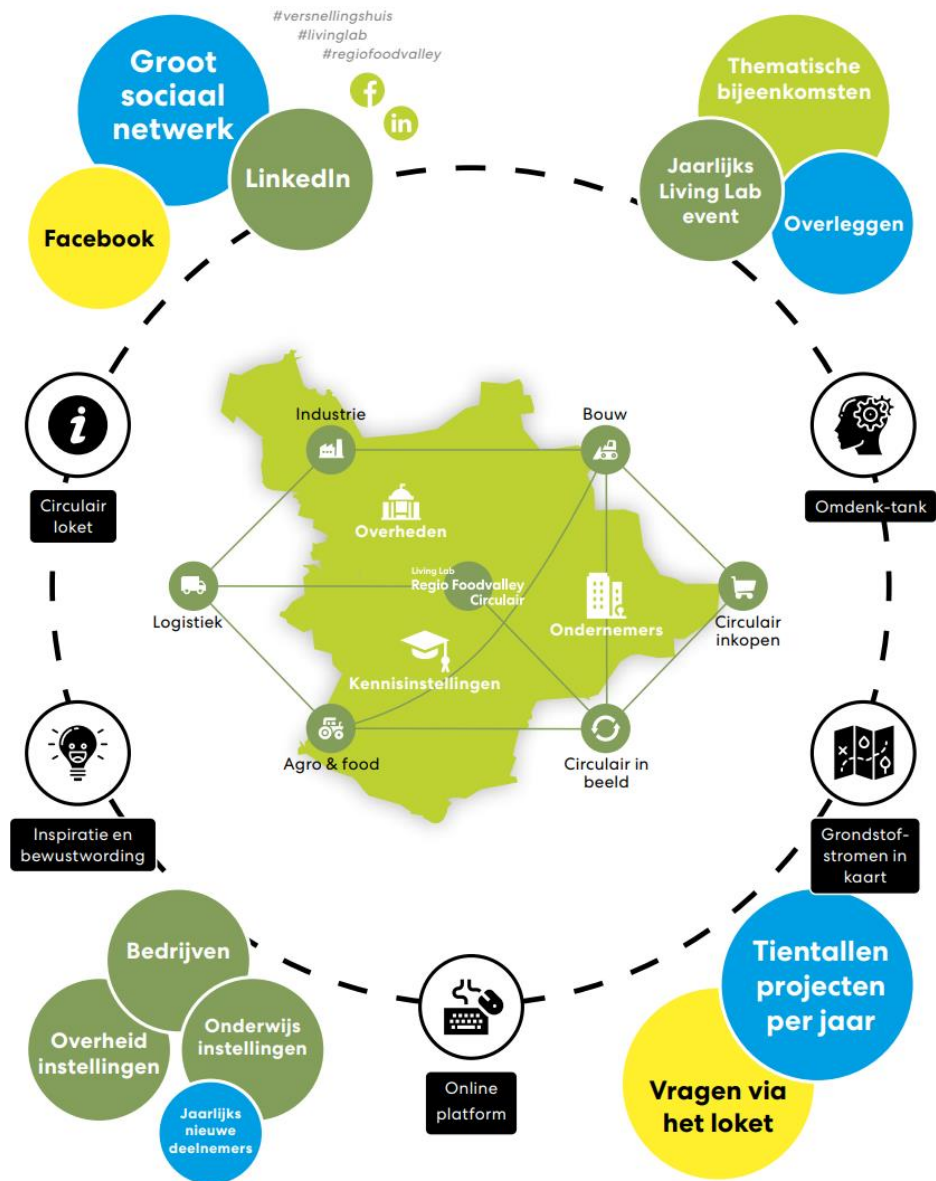 #versnellingshuis
#livinglab
#regiofoodvalley
Groot
sociaal
netwerk
LinkedIn
Facebook
f
in
Thematische
bijeenkomsten
Jaarlijks
Living Lab
event
Overleggen
i
Circulair
loket
Omdenk-tank
Industrie
Bouw
Overheden
Living Lab
Regio Foodvalley
Circulair
Logistiek
Ondernemers
Circulair
inkopen
Kennisinstellingen
Agro & food
Circulair in
beeld
Inspiratie en
bewustwording
Grondstof-
stromen in
kaart
Bedrijven
Overheid
instellingen
Onderwijs
instellingen
Jaarlijks
nieuwe
deelnemers
Online
platform
Tientallen
projecten
per jaar
Vragen via
het loket